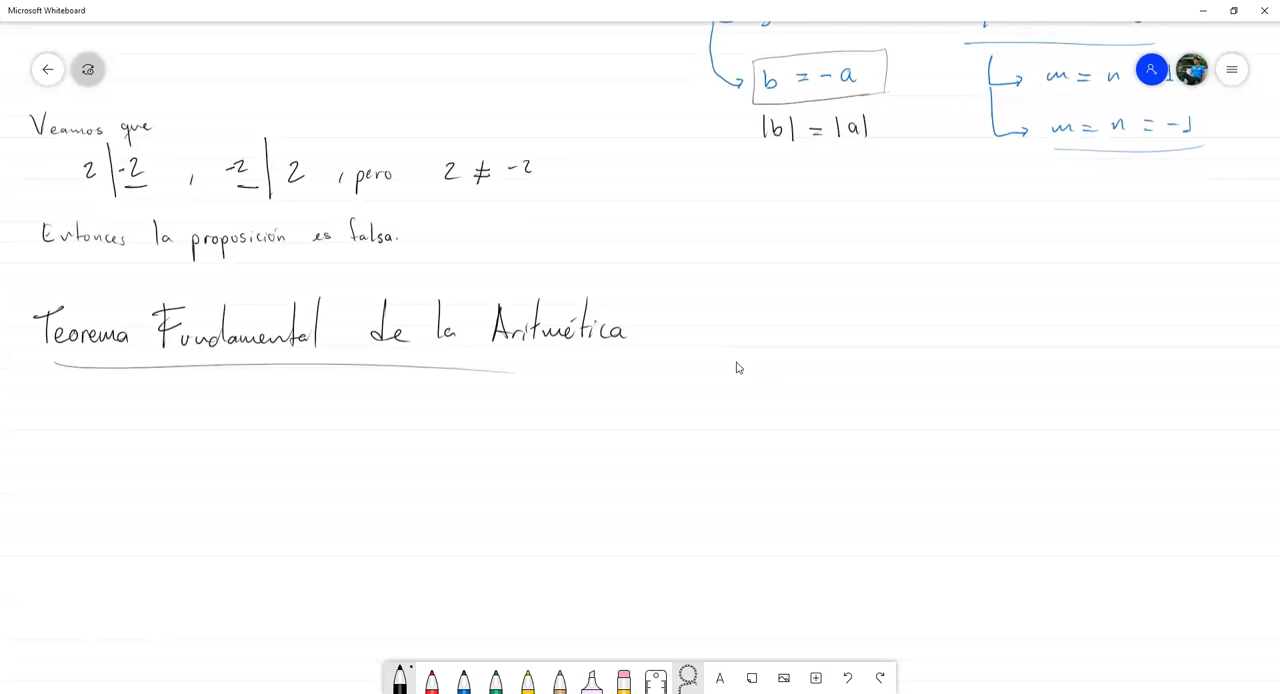 Microsoft Whiteboard
b = -a
|b| = |a|
m = n
m = n = -1
Veamos que
2 | -2 , -2 | 2 , pero 2 ≠ -2
Entonces la proposición es falsa.
Teorema Fundamental de la Aritmética